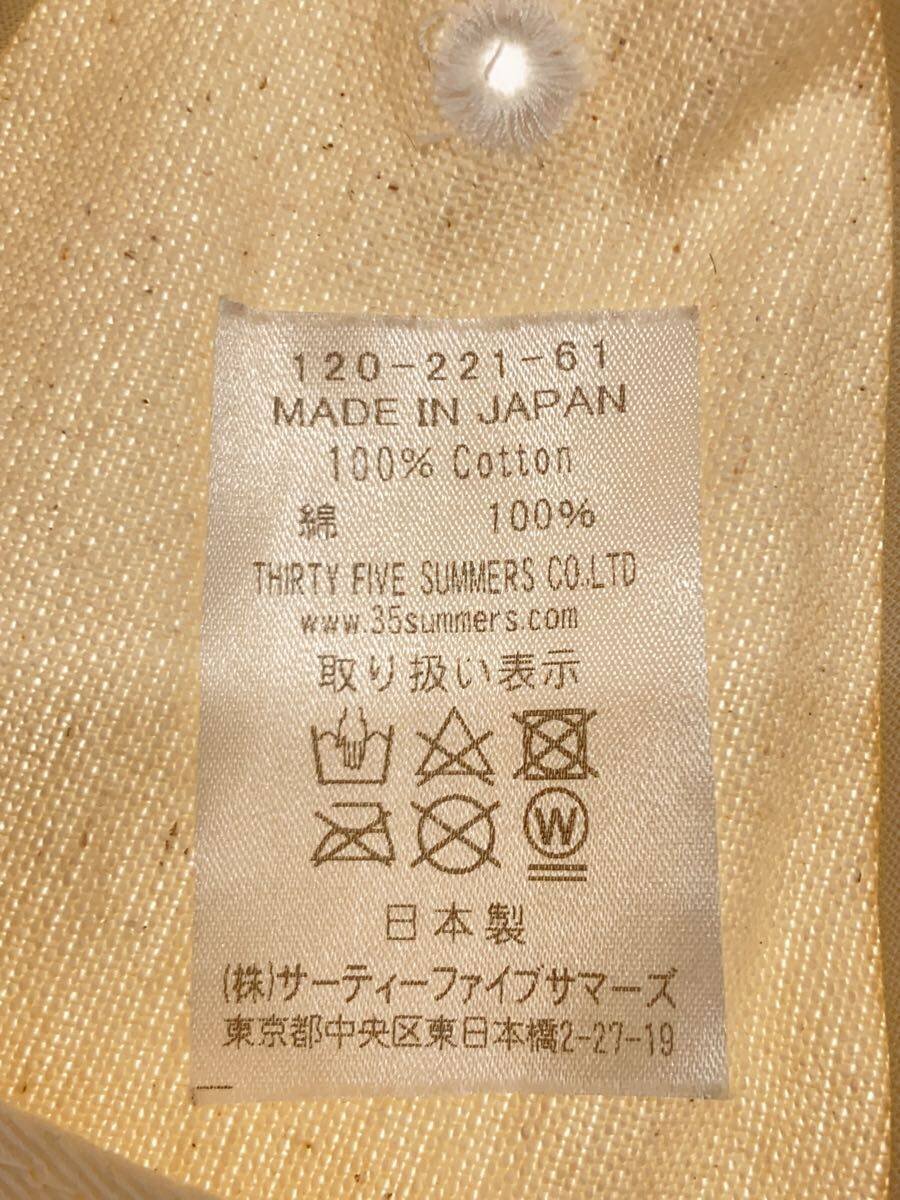 120-221-61
MADE IN JAPAN
100% Cotton
綿 100%
THIRTY FIVE SUMMERS CO.,LTD
www.35summers.com
取り扱い表示
W
日本製
(株)サーティーファイブサマーズ
東京都中央区東日本橋2-27-19